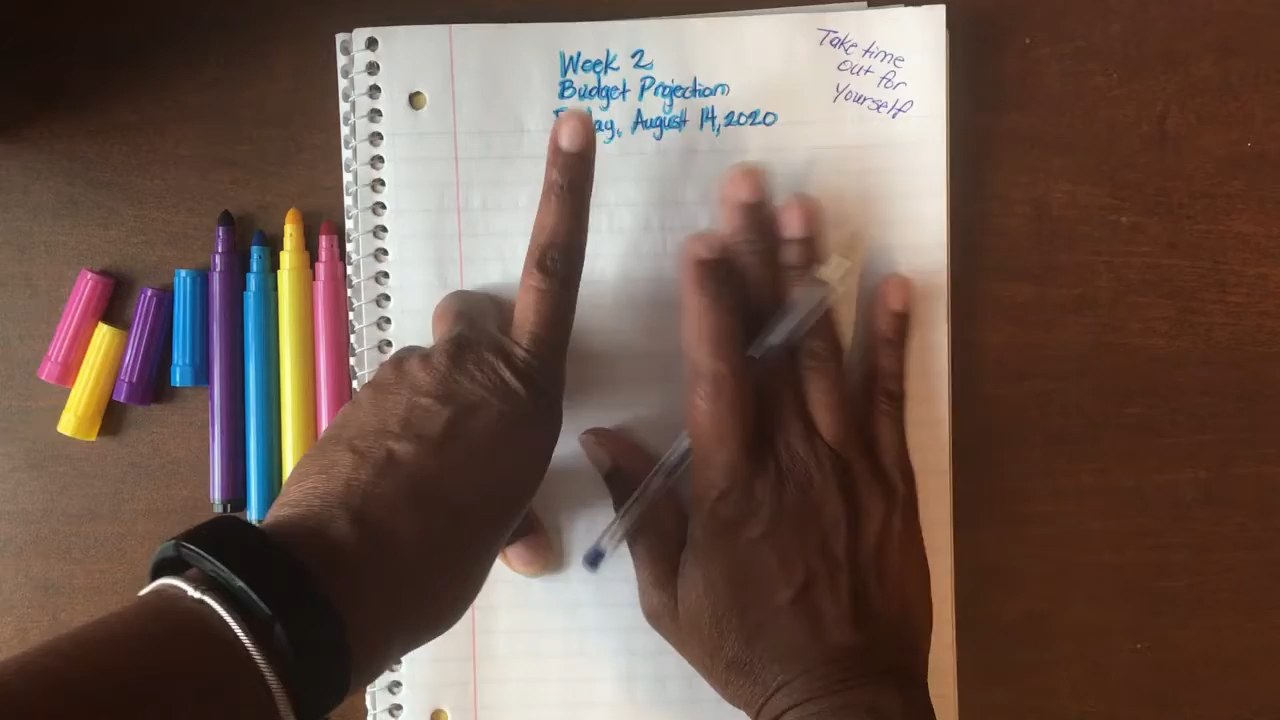 Week 2
Budget Projection
August 14, 2020
Take time
out for
Yourself